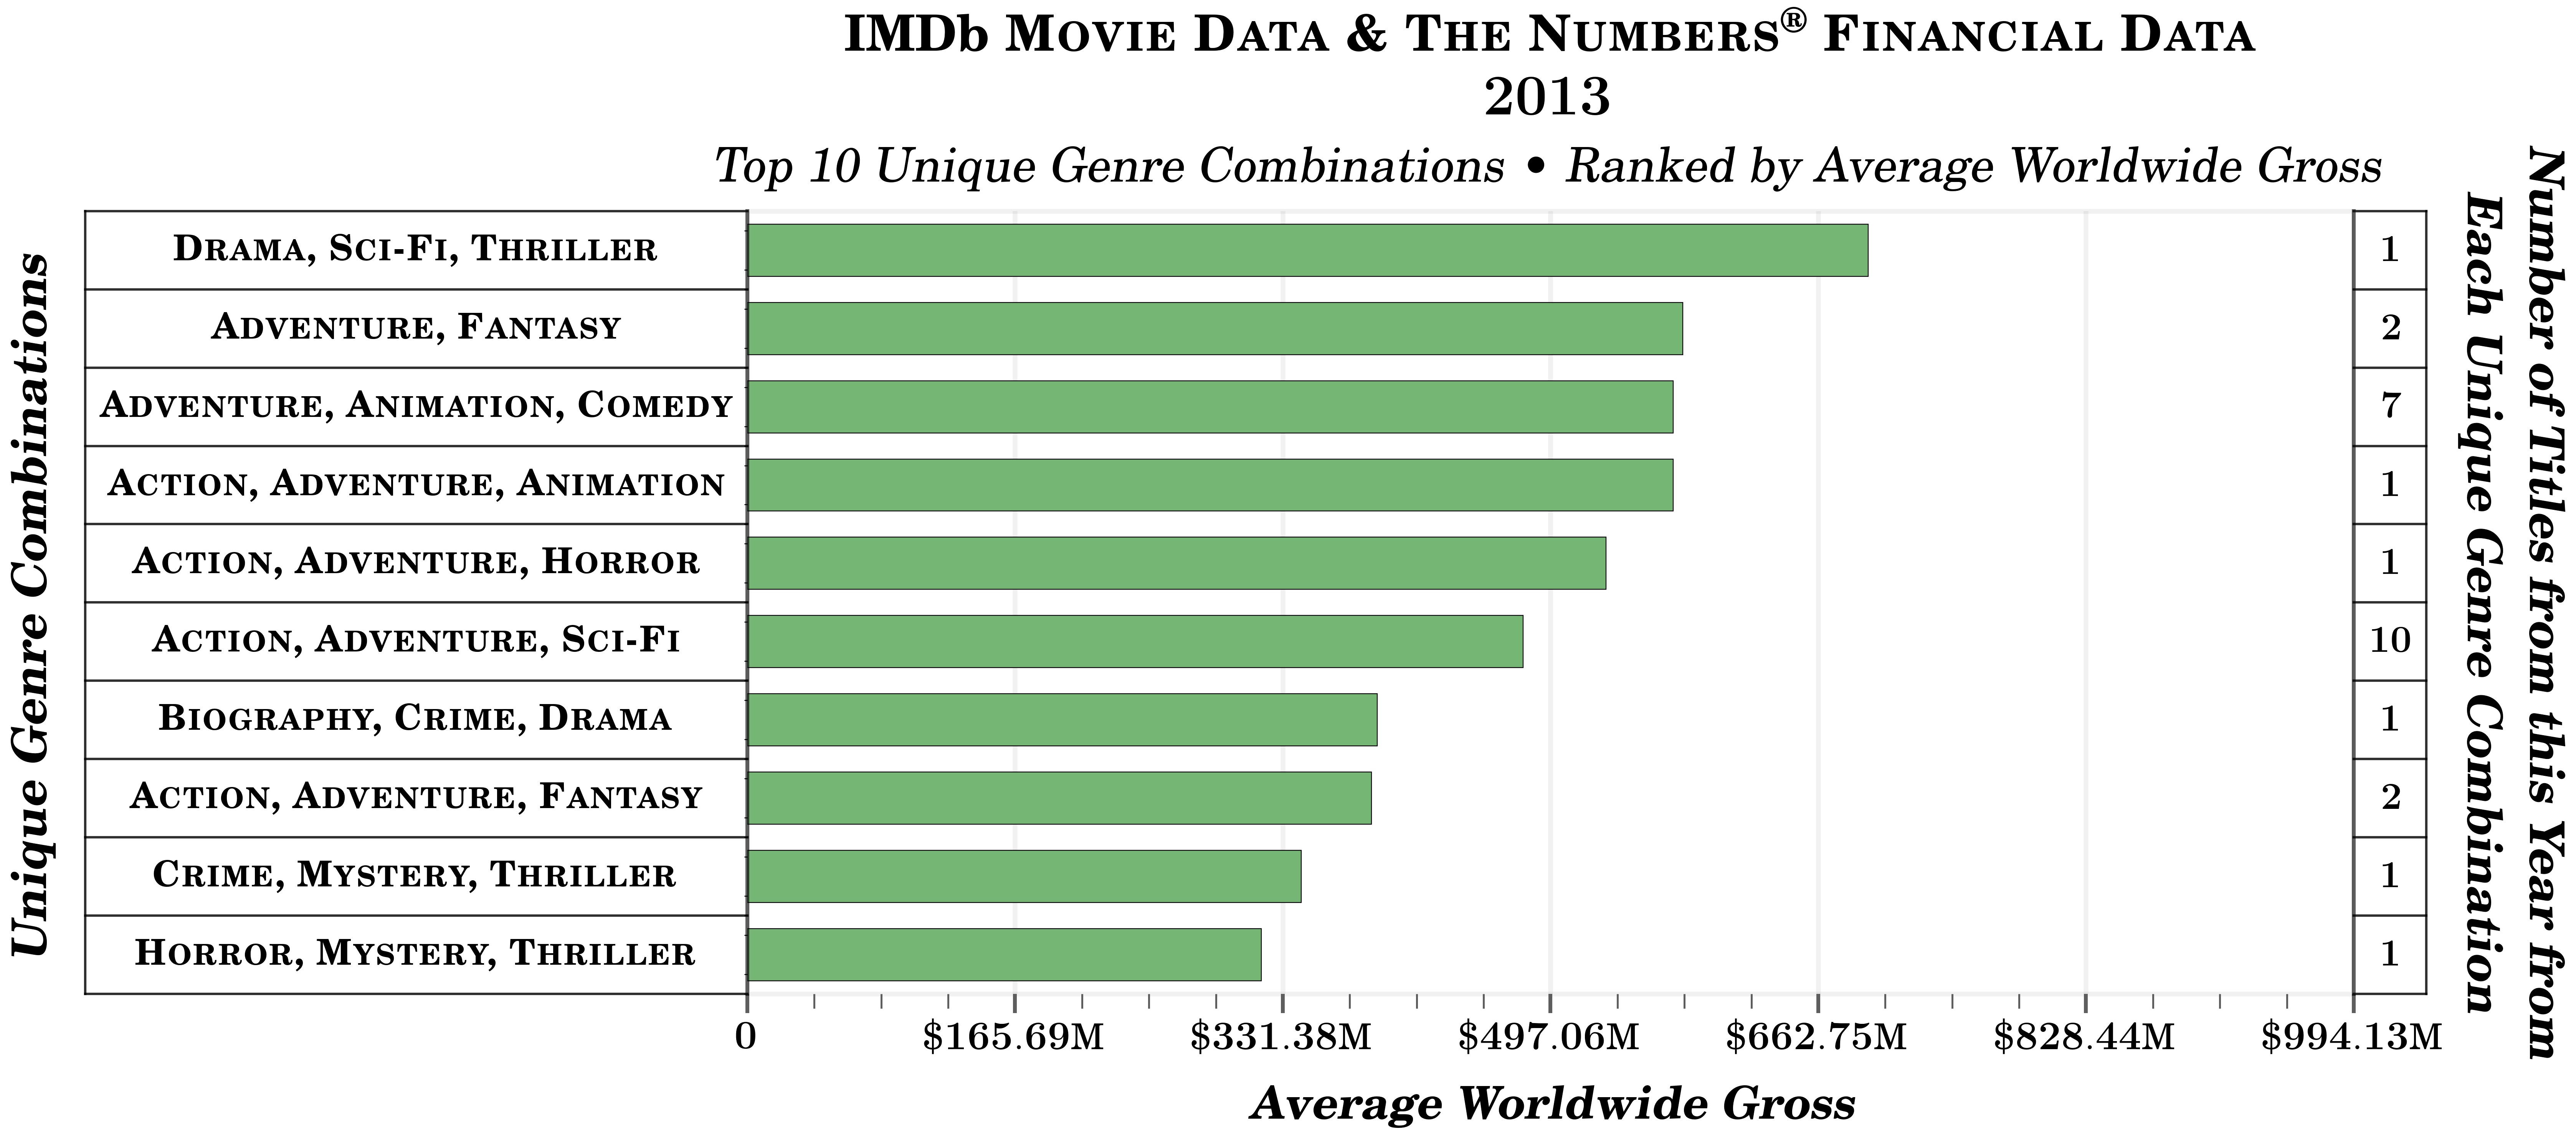 IMDb Movie Data & The Numbers® Financial Data
2013
Top 10 Unique Genre Combinations • Ranked by Average Worldwide Gross
Unique Genre Combinations
Drama, Sci-Fi, Thriller
1
Adventure, Fantasy
2
Adventure, Animation, Comedy
7
Action, Adventure, Animation
1
Action, Adventure, Horror
1
Action, Adventure, Sci-Fi
10
Biography, Crime, Drama
1
Action, Adventure, Fantasy
2
Crime, Mystery, Thriller
1
Horror, Mystery, Thriller
1
0 $165.69M $331.38M $497.06M $662.75M $828.44M $994.13M
Average Worldwide Gross
Number of Titles from this Year from
Each Unique Genre Combination